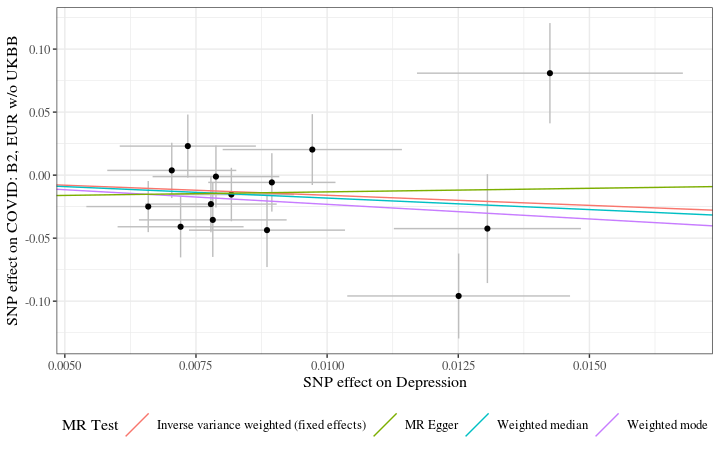 SNP effect on COVID: B2, EUR w/o UKBB
0.10
0.05
0.00
-0.05
-0.10
0.0050
0.0075
0.0100
0.0125
0.0150
SNP effect on Depression
MR Test
Inverse variance weighted (fixed effects)
MR Egger
Weighted median
Weighted mode